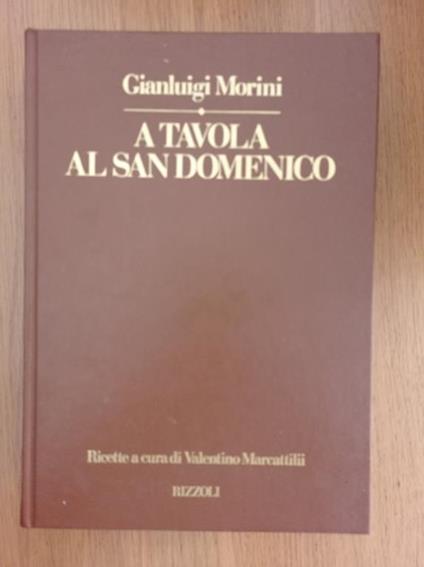 Gianluigi Morini
A TAVOLA
AL SAN DOMENICO
Ricette a cura di Valentino Marcattilii
RIZZOLI